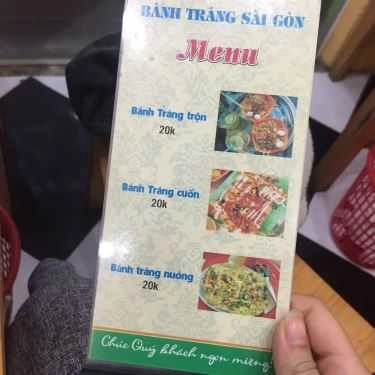 BÁNH TRÁNG SÀI GÒN
Menu
Bánh Tráng trộn
20k
Bánh Tráng cuốn
20k
Bánh tráng nướng
20k
Chúc Quý khách ngon miệng!